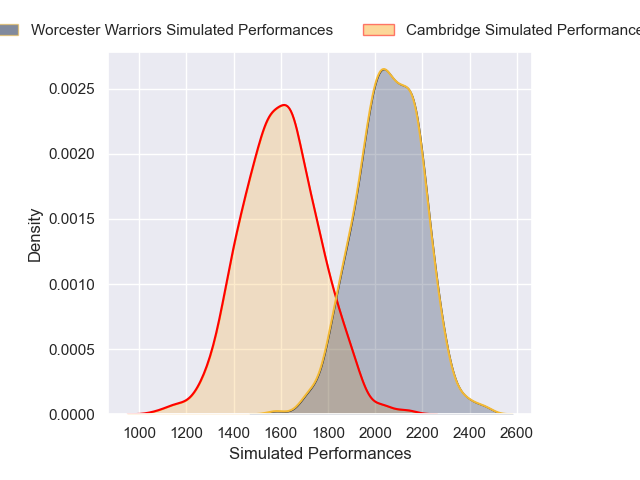 Worcester Warriors Simulated Performances
Cambridge Simulated Performance
0.0025
0.0020
0.0015
0.0010
0.0005
0.0000
Density
1000 1200 1400 1600 1800 2000 2200 2400 2600
Simulated Performances